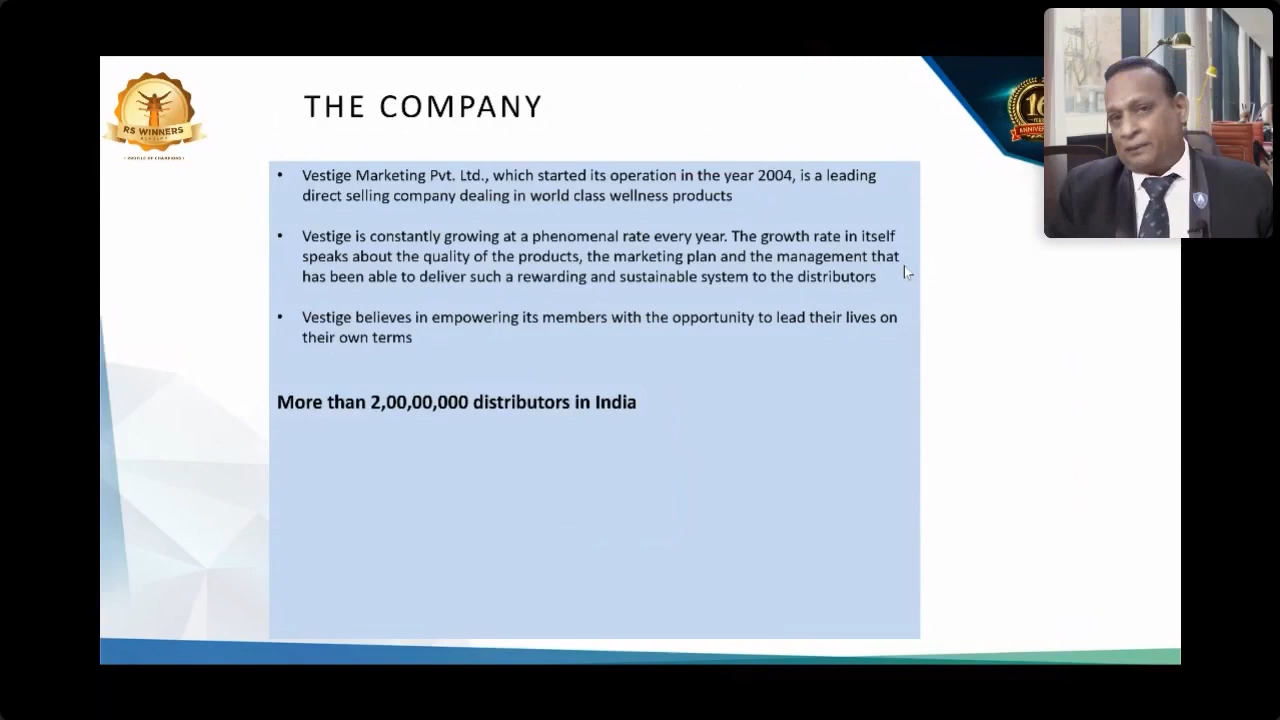 RS WINNERS
THE COMPANY
16
ANNIVERS
• Vestige Marketing Pvt. Ltd., which started its operation in the year 2004, is a leading
direct selling company dealing in world class wellness products
• Vestige is constantly growing at a phenomenal rate every year. The growth rate in itself
speaks about the quality of the products, the marketing plan and the management that
has been able to deliver such a rewarding and sustainable system to the distributors
• Vestige believes in empowering its members with the opportunity to lead their lives on
their own terms
More than 2,00,00,000 distributors in India